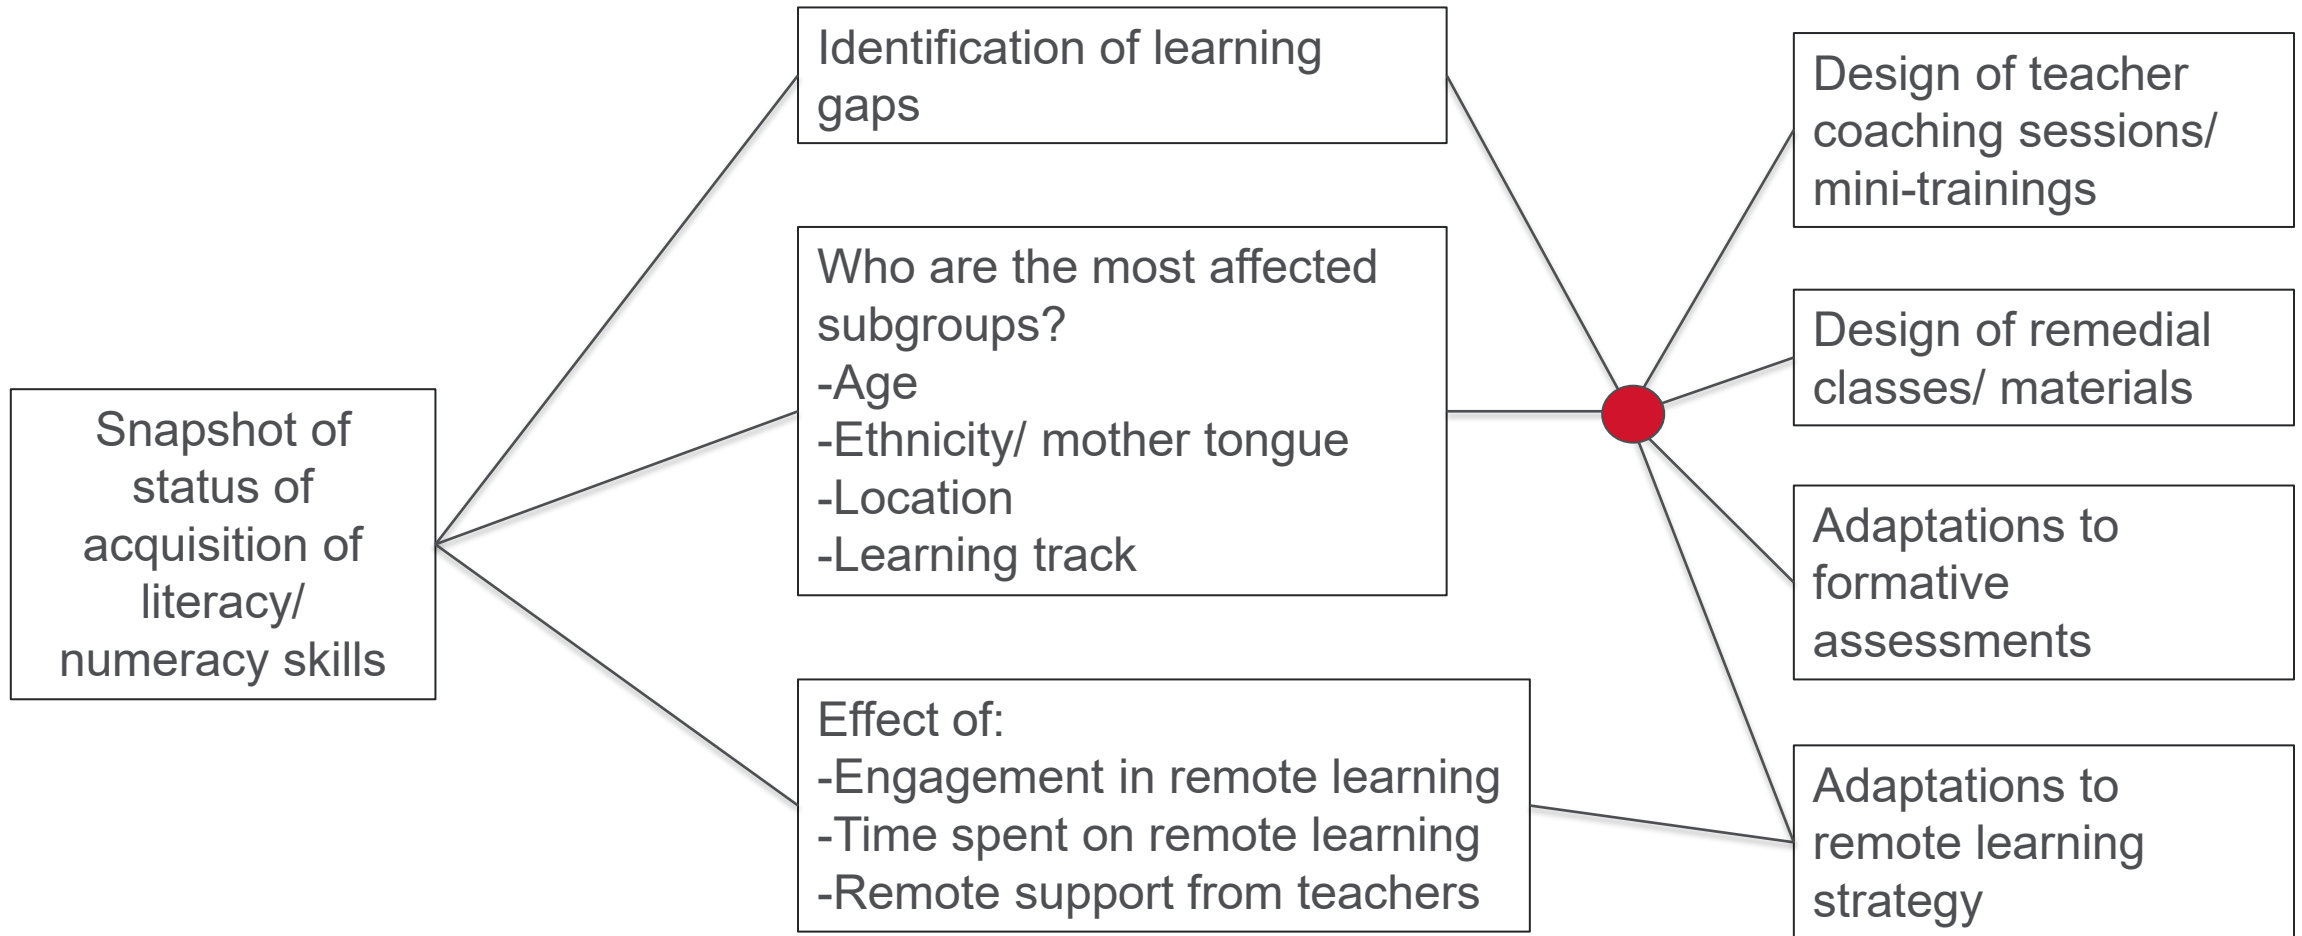 Snapshot of
status of
acquisition of
literacy/
numeracy skills
Identification of learning
gaps
Who are the most affected
subgroups?
-Age
-Ethnicity/ mother tongue
-Location
-Learning track
Effect of:
-Engagement in remote learning
-Time spent on remote learning
-Remote support from teachers
Design of teacher
coaching sessions/
mini-trainings
Design of remedial
classes/ materials
Adaptations to
formative
assessments
Adaptations to
remote learning
strategy